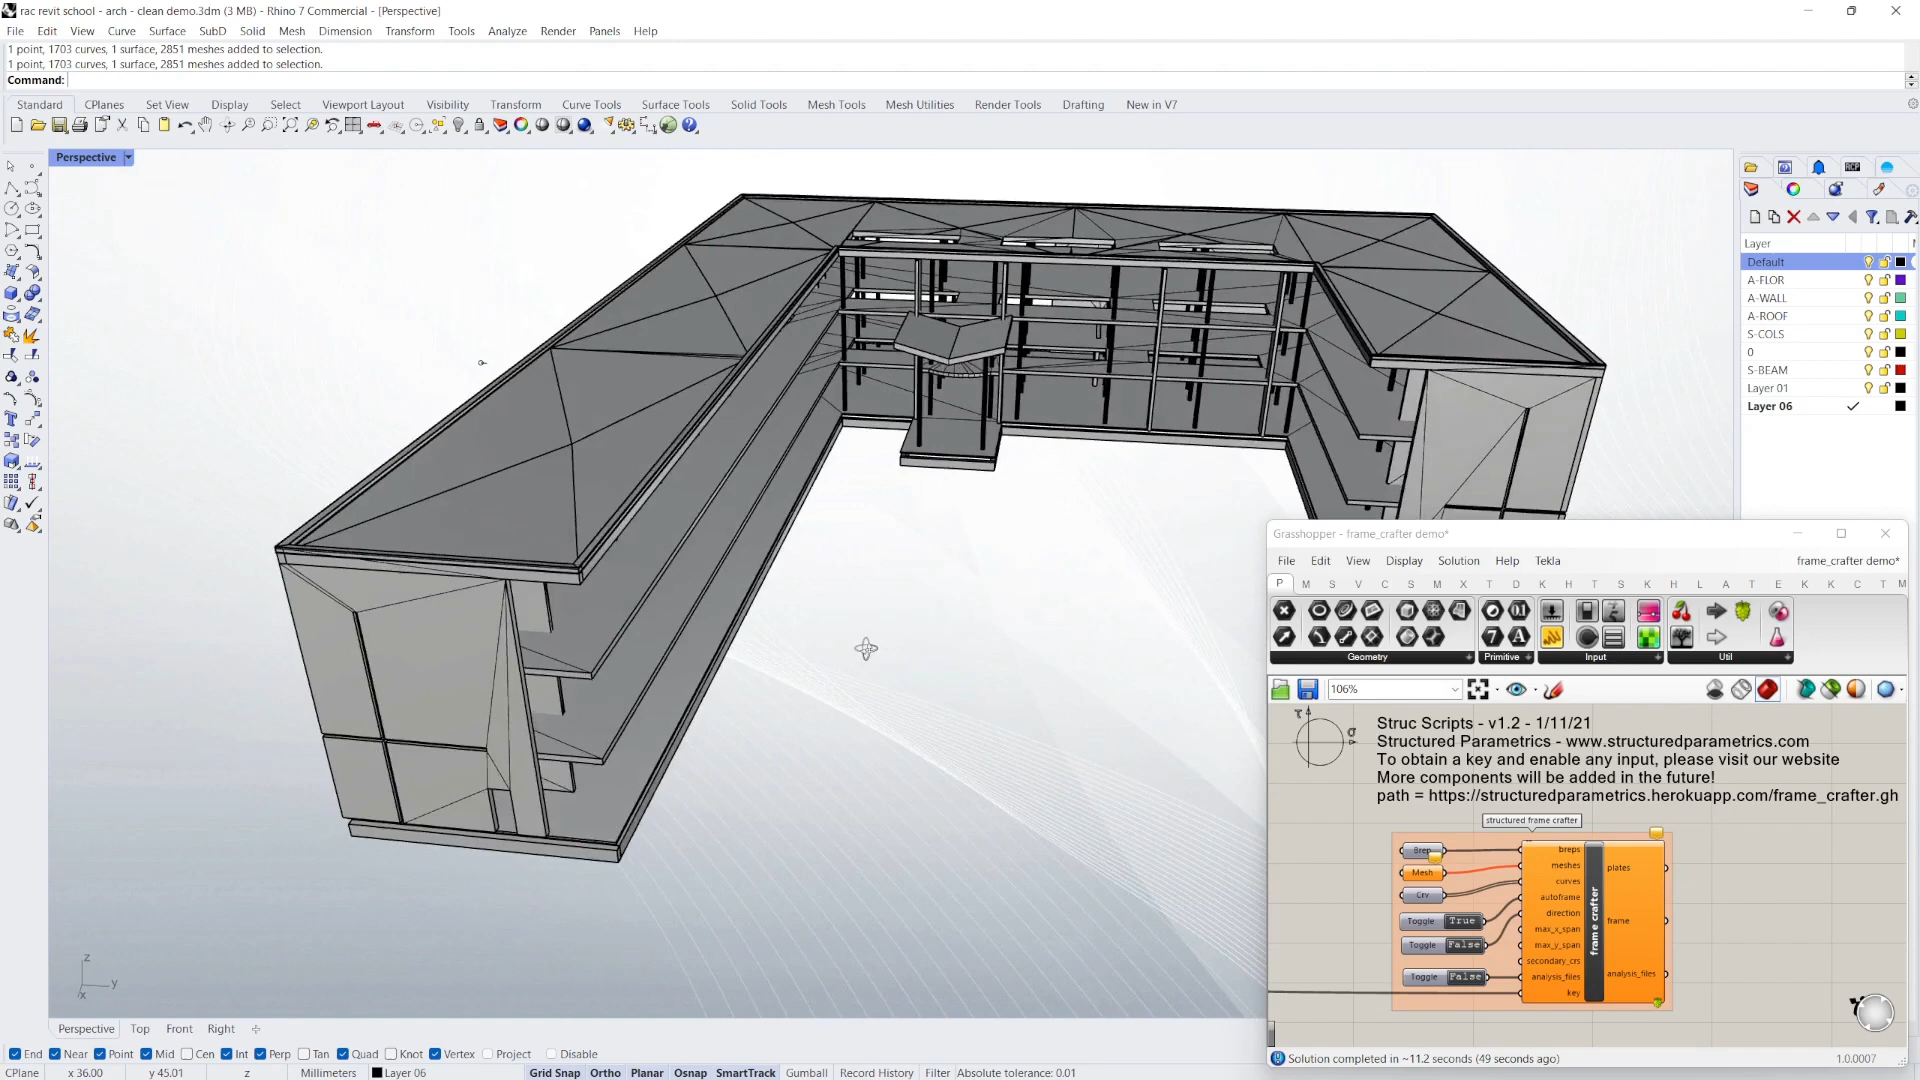 rac revit school - arch - clean demo.3dm (3 MB) - Rhino 7 Commercial - [Perspective]
File Edit View Curve Surface SubD Solid Mesh Dimension Transform Tools Analyze Render Panels Help
1 point, 1703 curves, 1 surface, 2851 meshes added to selection.
1 point, 1703 curves, 1 surface, 2851 meshes added to selection.
Command:
Standard CPlanes Set View Display Select Viewport Layout Visibility Transform Curve Tools Surface Tools Solid Tools Mesh Tools Mesh Utilities Render Tools Drafting New in V7
Perspective
Layer
Default
A-FLOR
A-WALL
A-ROOF
S-COLS
0
S-BEAM
Layer 01
Layer 06
z
y
x
Grasshopper - frame_crafter demo*
File Edit View Display Solution Help Tekla frame_crafter demo*
P M S V C S M X T D K H T S K H L A T E K K C T M
Geometry Primitive Input Util
106%
Struc Scripts - v1.2 - 1/11/21
Structured Parametrics - www.structuredparametrics.com
To obtain a key and enable any input, please visit our website
More components will be added in the future!
path = https://structuredparametrics.herokuapp.com/frame_crafter.gh
structured frame crafter
Brep
Mesh
Crv
Toggle True
Toggle False
Toggle False
breps
meshes
curves
autoframe
direction
max_x_span
max_y_span
secondary_crs
analysis_files
key
frame crafter
plates
frame
analysis_files
Solution completed in ~11.2 seconds (49 seconds ago) 1.0.0007
Perspective Top Front Right
End Near Point Mid Cen Int Perp Tan Quad Knot Vertex Project Disable
CPlane x 36.00 y 45.01 z Millimeters Layer 06 Grid Snap Ortho Planar Osnap SmartTrack Gumball Record History Filter Absolute tolerance: 0.01